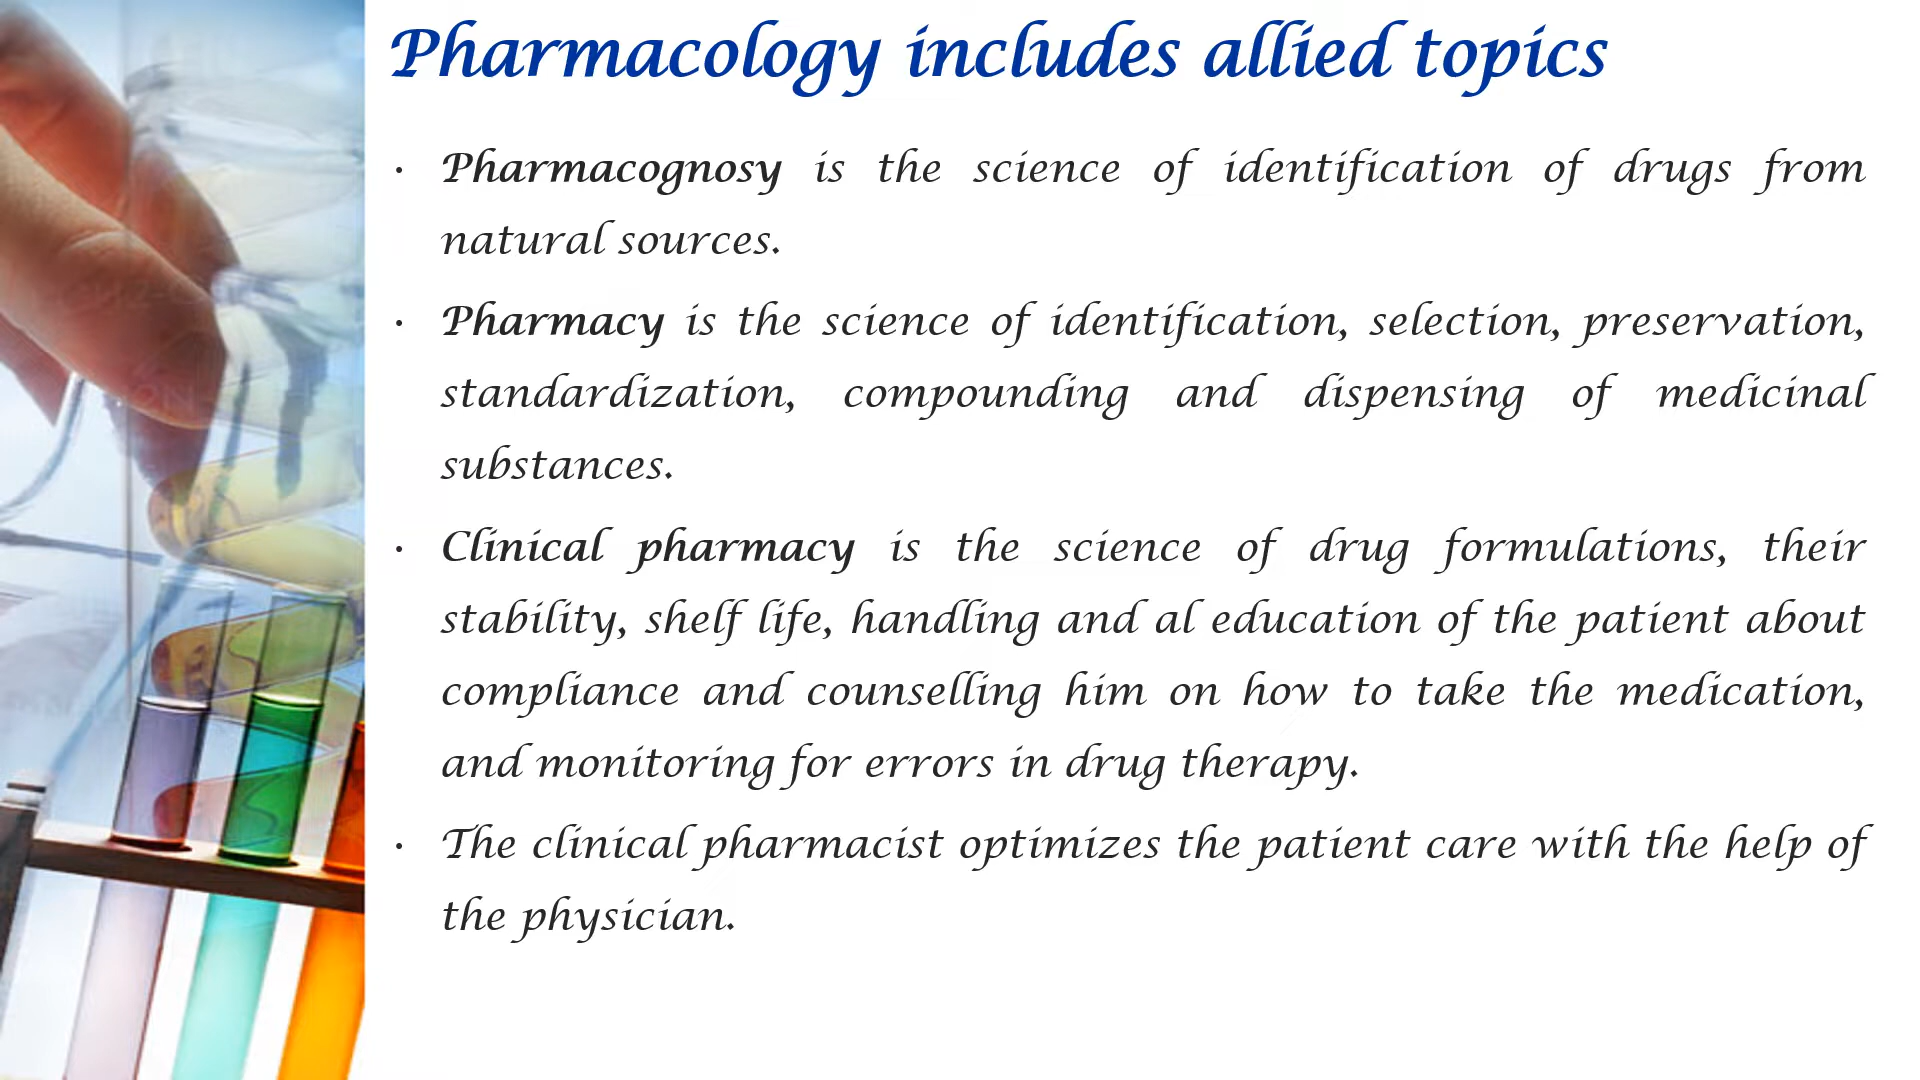 Pharmacology includes allied topics
• Pharmacognosy is the science of identification of drugs from
natural sources.
• Pharmacy is the science of identification, selection, preservation,
standardization, compounding and dispensing of medicinal
substances.
• Clinical pharmacy is the science of drug formulations, their
stability, shelf life, handling and al education of the patient about
compliance and counselling him on how to take the medication,
and monitoring for errors in drug therapy.
• The clinical pharmacist optimizes the patient care with the help of
the physician.